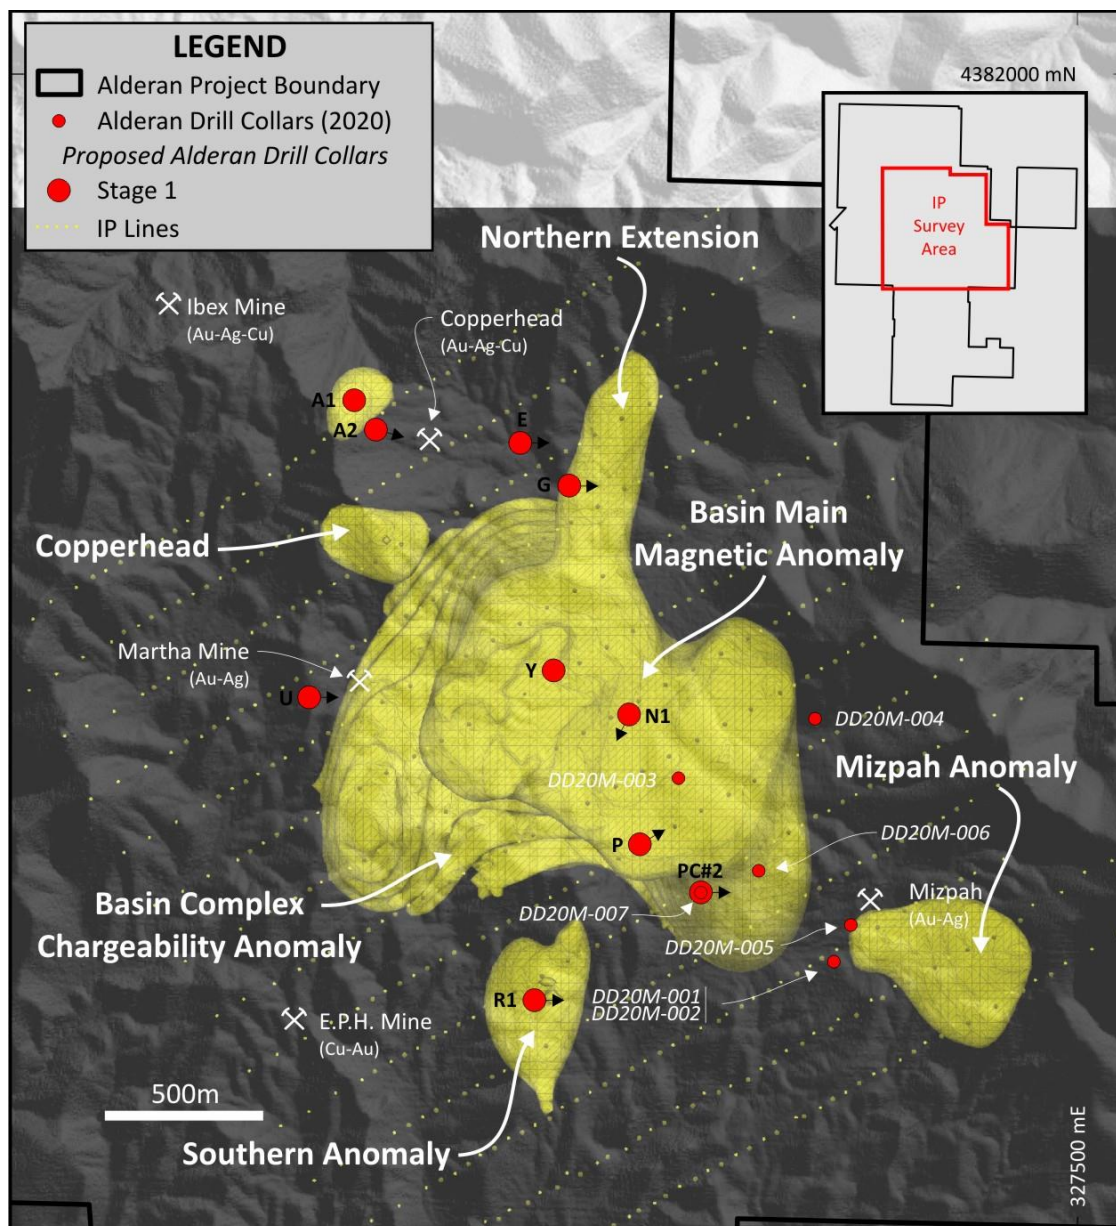 LEGEND
Alderan Project Boundary
Alderan Drill Collars (2020)
Proposed Alderan Drill Collars
Stage 1
IP Lines
4382000 mN
IP
Survey
Area
Northern Extension
Ibex Mine
(Au-Ag-Cu)
Copperhead
(Au-Ag-Cu)
A1
A2
E
G
Copperhead
Basin Main
Magnetic Anomaly
Martha Mine
(Au-Ag)
U
Y
N1
DD20M-004
DD20M-003
Mizpah Anomaly
P
DD20M-006
PC#2
Basin Complex
Chargeability Anomaly
DD20M-007
Mizpah
(Au-Ag)
DD20M-005
R1
DD20M-001
DD20M-002
E.P.H. Mine
(Cu-Au)
500m
Southern Anomaly
327500 mE